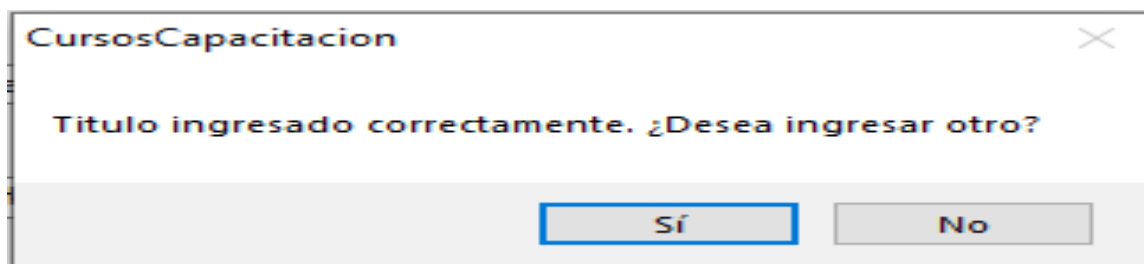 CursosCapacitacion
Titulo ingresado correctamente. ¿Desea ingresar otro?
Sí
No